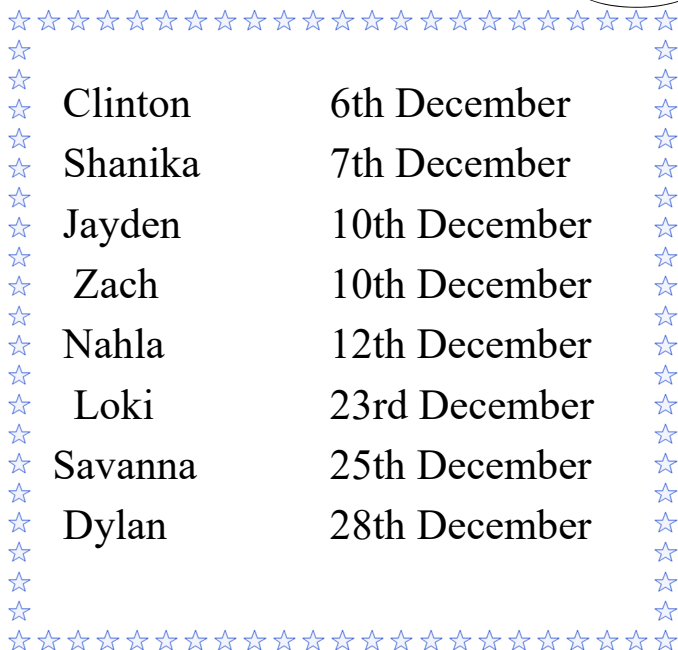 Clinton 6th December
Shanika 7th December
Jayden 10th December
Zach 10th December
Nahla 12th December
Loki 23rd December
Savanna 25th December
Dylan 28th December